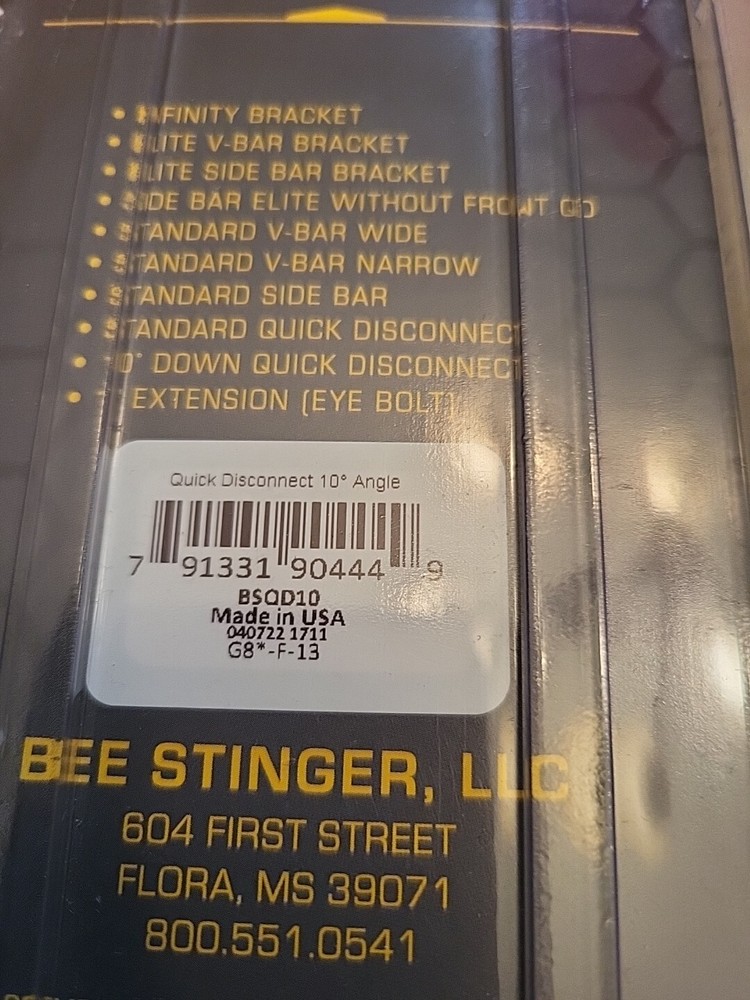 • INFINITY BRACKET
• ELITE V-BAR BRACKET
• ELITE SIDE BAR BRACKET
• SIDE BAR ELITE WITHOUT FRONT QD
• STANDARD V-BAR WIDE
• STANDARD V-BAR NARROW
• STANDARD SIDE BAR
• STANDARD QUICK DISCONNECT
• 10° DOWN QUICK DISCONNECT
• EXTENSION (EYE BOLT)
Quick Disconnect 10° Angle
7 91331 90444 9
BSQD10
Made in USA
040722 1711
G8*-F-13
BEE STINGER, LLC
604 FIRST STREET
FLORA, MS 39071
800.551.0541